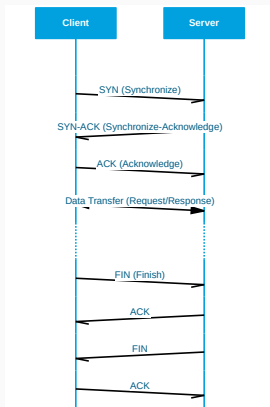 Client
Server
SYN (Synchronize)
SYN-ACK (Synchronize-Acknowledge)
ACK (Acknowledge)
Data Transfer (Request/Response)
FIN (Finish)
ACK
FIN
ACK